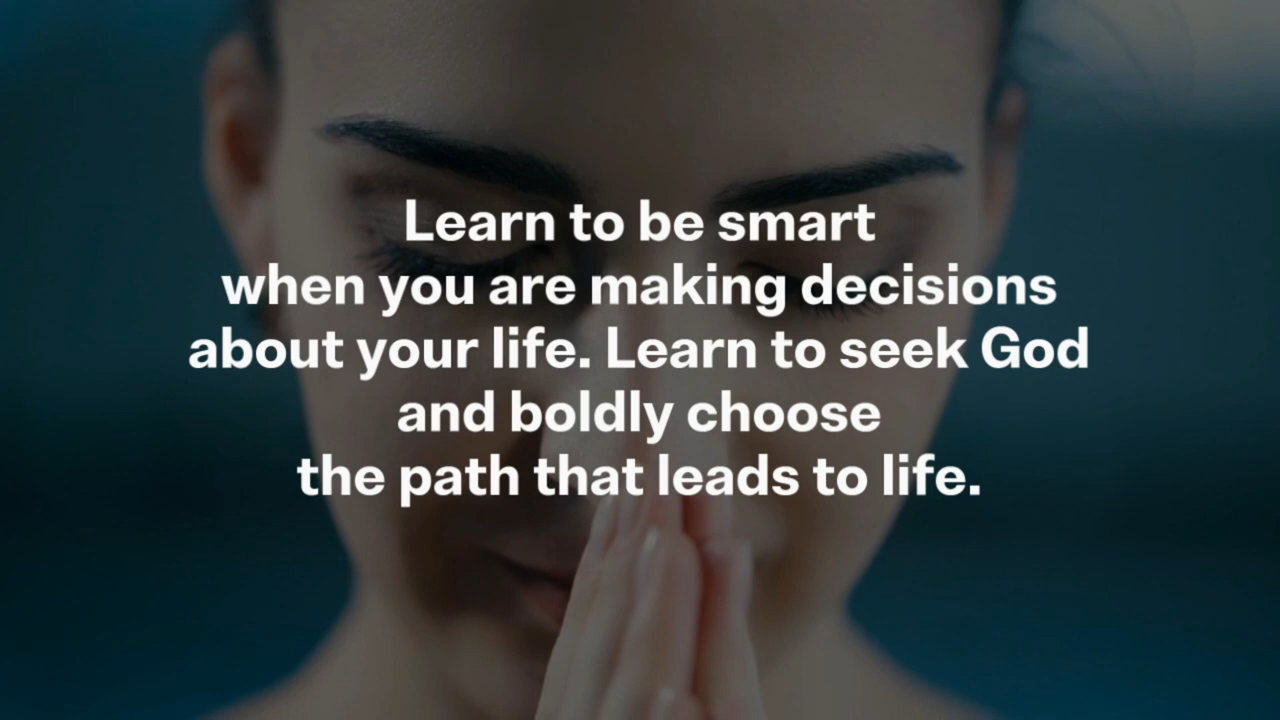 Learn to be smart
when you are making decisions
about your life. Learn to seek God
and boldly choose
the path that leads to life.